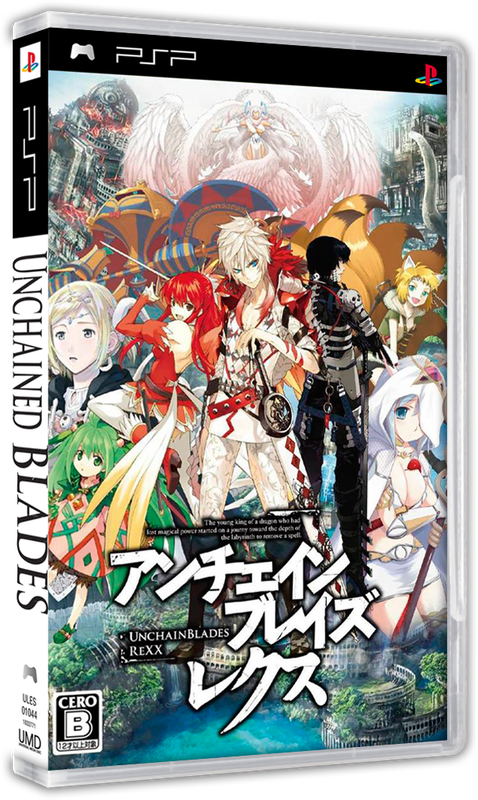 PSP
PSP
UNCHAINED BLADES
ULES
01044
UMD
The young king of a dragon who had
lost magical power started on a journey toward the depth of
the labyrinth to remove a spell.
アンチェイン
ブレイズ
レクス
UNCHAINBLADES
REXX
CERO
B
12才以上対象